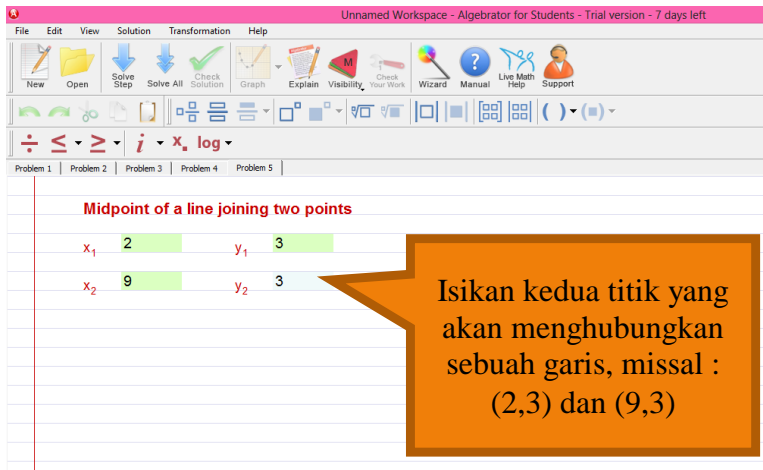 Unnamed Workspace - Algebrator for Students - Trial version - 7 days left
File Edit View Solution Transformation Help
New Open Solve Step Solve All Check Solution Graph Explain Visibility Check Your Work Wizard Manual Live Math Help Support
÷ ≤ ≥ i x log
Problem 1 Problem 2 Problem 3 Problem 4 Problem 5
Midpoint of a line joining two points
x₁ 2 y₁ 3
x₂ 9 y₂ 3
Isikan kedua titik yang
akan menghubungkan
sebuah garis, missal :
(2,3) dan (9,3)